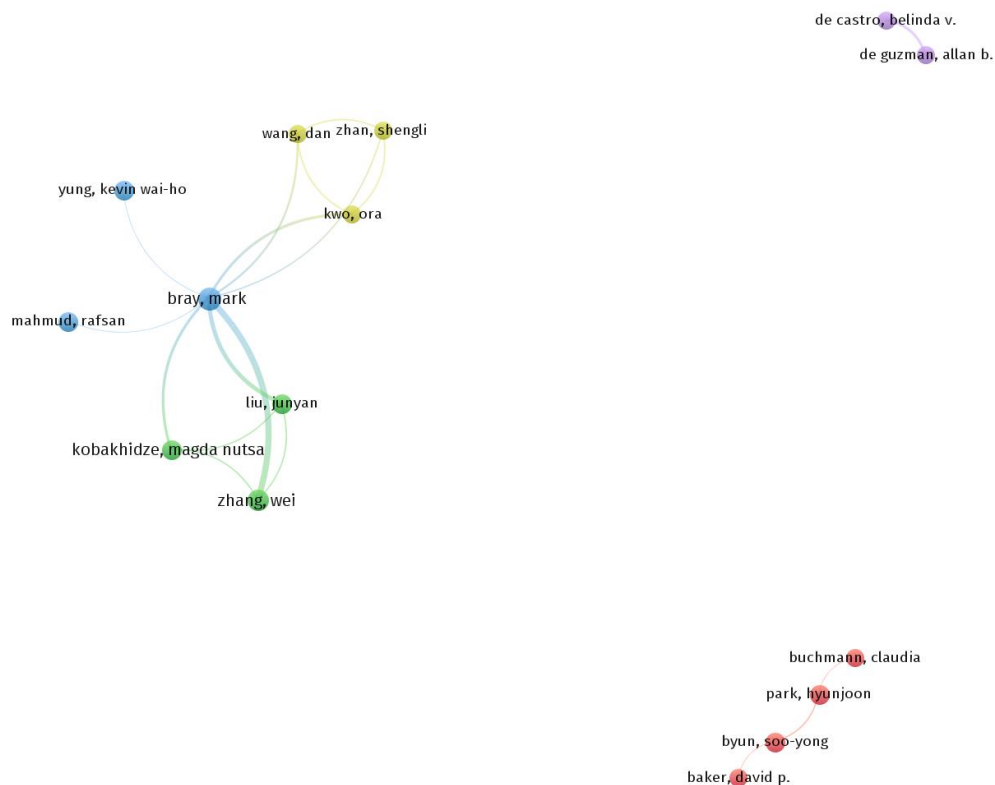 de castro, belinda v.
de guzman, allan b.
wang, dan
zhan, shengli
yung, kevin wai-ho
kwo, ora
bray, mark
mahmud, rafsan
liu, junyan
kobakhidze, magda nutsa
zhang, wei
buchmann, claudia
park, hyunjoon
byun, soo-yong
baker, david p.